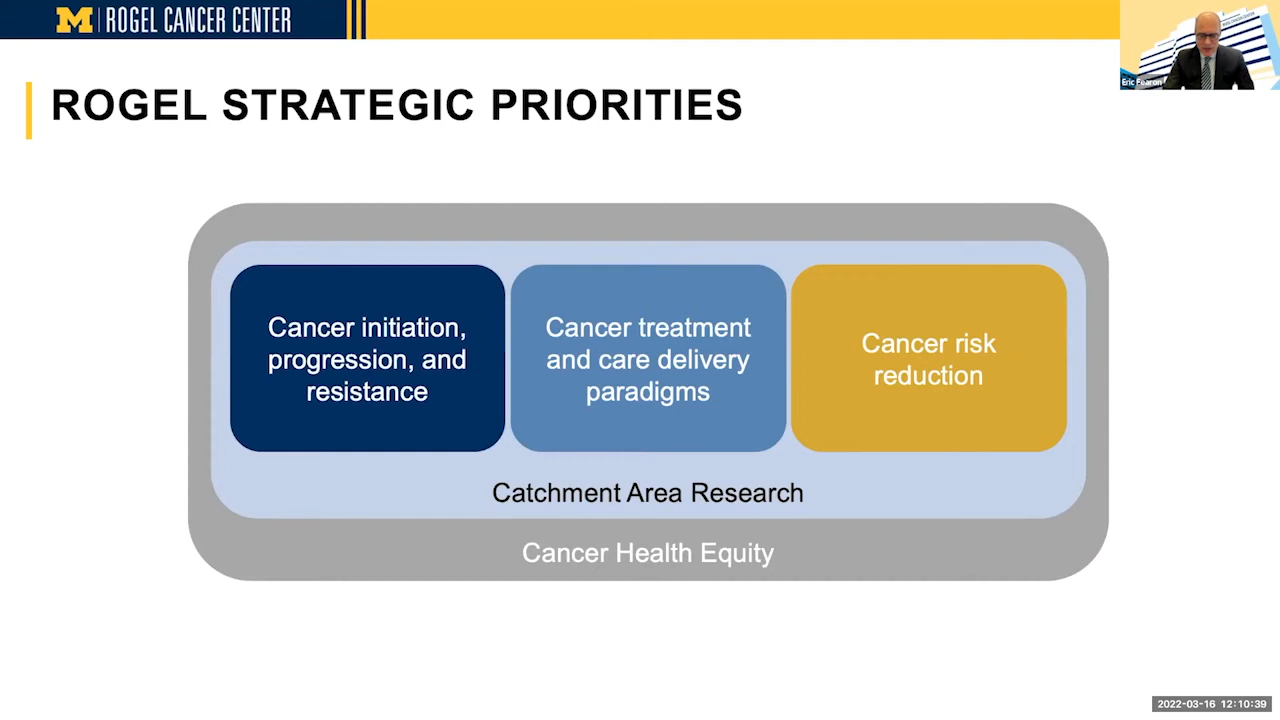 M ROGEL CANCER CENTER
Eric Fearon
ROGEL STRATEGIC PRIORITIES
Cancer initiation,
progression, and
resistance
Cancer treatment
and care delivery
paradigms
Cancer risk
reduction
Catchment Area Research
Cancer Health Equity
2022-03-16 12:10:39